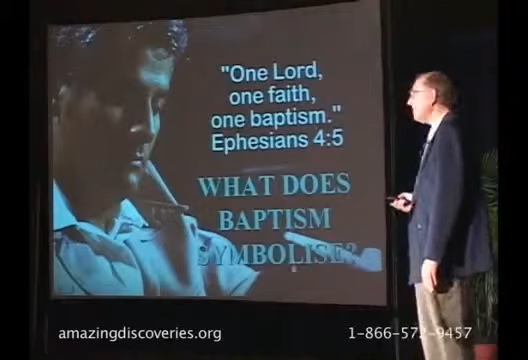 "One Lord,
one faith,
one baptism."
Ephesians 4:5
WHAT DOES
BAPTISM
SYMBOLISE?
amazingdiscoveries.org
1-866-572-9457